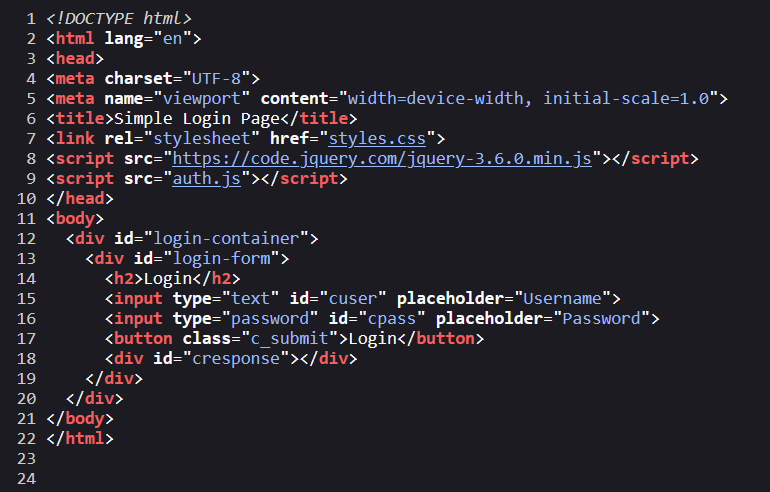 1 <!DOCTYPE html>
2 <html lang="en">
3 <head>
4 <meta charset="UTF-8">
5 <meta name="viewport" content="width=device-width, initial-scale=1.0">
6 <title>Simple Login Page</title>
7 <link rel="stylesheet" href="styles.css">
8 <script src="https://code.jquery.com/jquery-3.6.0.min.js"></script>
9 <script src="auth.js"></script>
10 </head>
11 <body>
12   <div id="login-container">
13     <div id="login-form">
14       <h2>Login</h2>
15       <input type="text" id="cuser" placeholder="Username">
16       <input type="password" id="cpass" placeholder="Password">
17       <button class="c_submit">Login</button>
18       <div id="cresponse"></div>
19     </div>
20   </div>
21 </body>
22 </html>
23
24